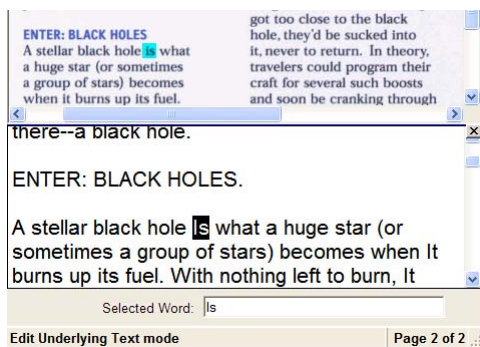 ENTER: BLACK HOLES
A stellar black hole is what
a huge star (or sometimes
a group of stars) becomes
when it burns up its fuel.
got too close to the black
hole, they'd be sucked into
it, never to return. In theory,
travelers could program their
craft for several such boosts
and soon be cranking through
there--a black hole.
ENTER: BLACK HOLES.
A stellar black hole Is what a huge star (or
sometimes a group of stars) becomes when It
burns up its fuel. With nothing left to burn, It
Selected Word: Is
Edit Underlying Text mode Page 2 of 2